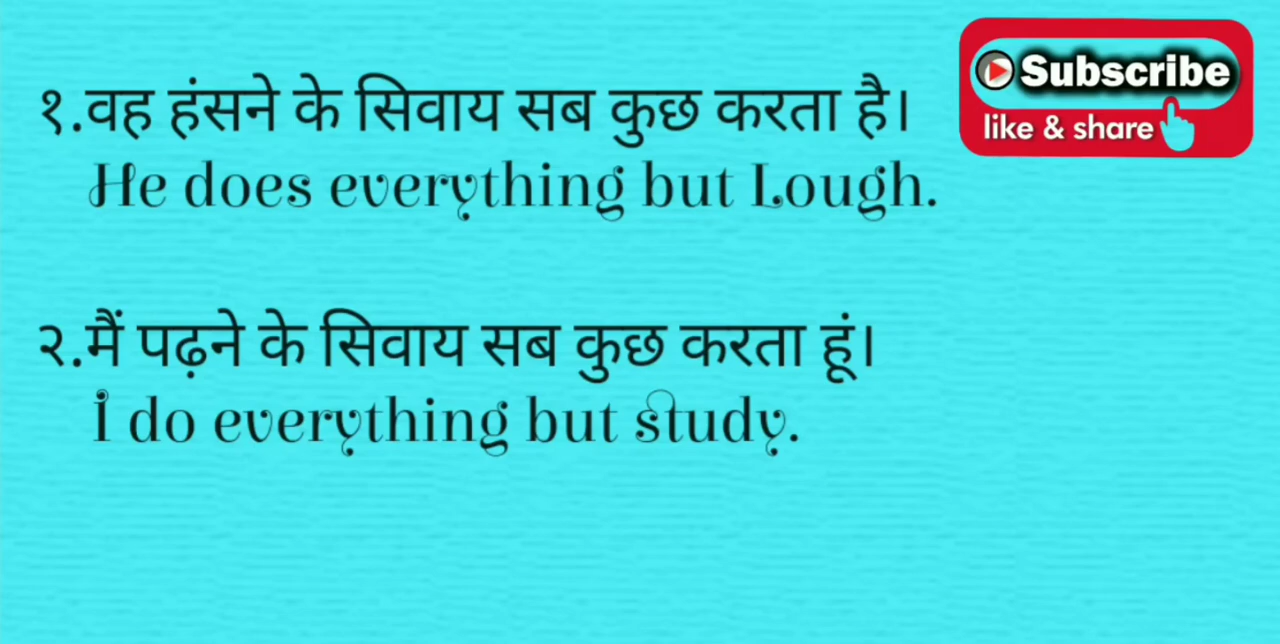 १.वह हंसने के सिवाय सब कुछ करता है।
He does everything but Lough.
२.मैं पढ़ने के सिवाय सब कुछ करता हूं।
I do everything but study.
Subscribe
like & share